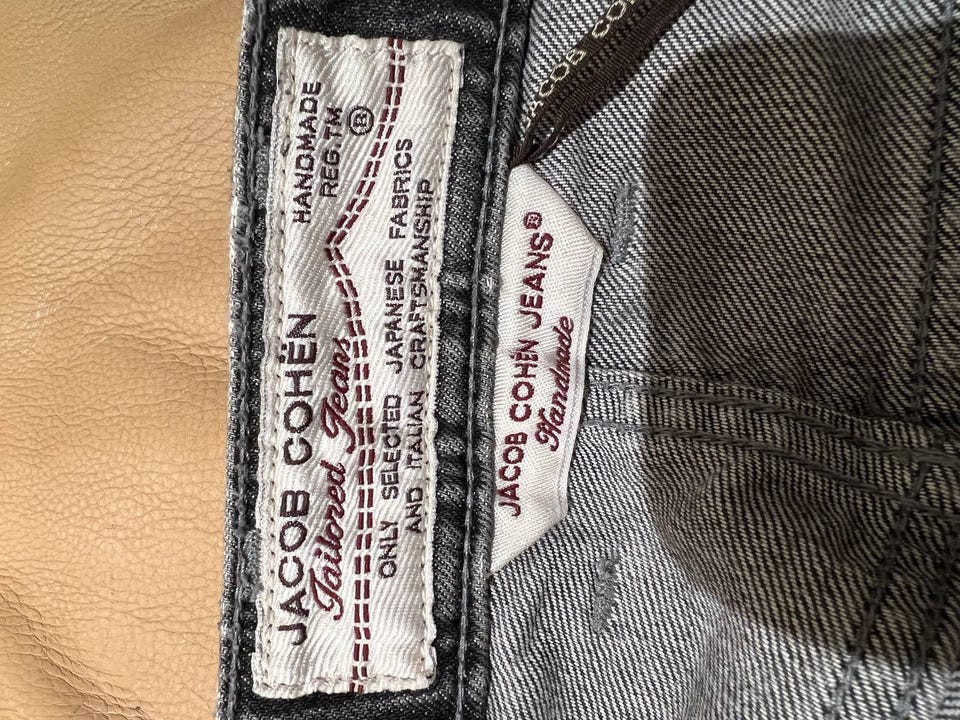 JACOB COHËN
HANDMADE
REG.TM
®
Tailored Jeans
ONLY SELECTED JAPANESE FABRICS
AND ITALIAN CRAFTSMANSHIP
JACOB COHËN JEANS®
Handmade
JACOB CO